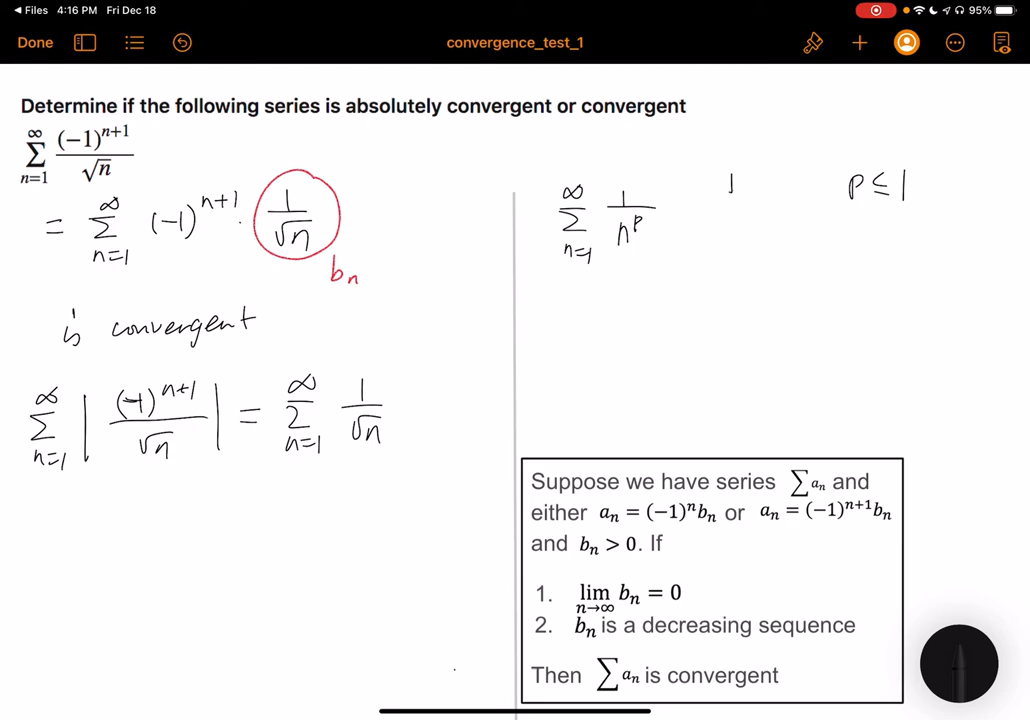 Files 4:16 PM Fri Dec 18 95%
Done convergence_test_1
Determine if the following series is absolutely convergent or convergent
∞
∑ (-1)^{n+1} / √n
n=1
= ∑_{n=1}^{∞} (-1)^{n+1} · 1/√n
b_n
is convergent
∑_{n=1}^{∞} | (-1)^{n+1} / √n | = ∑_{n=1}^{∞} 1/√n
∑_{n=1}^{∞} 1/n^p p ≤ 1
Suppose we have series ∑ a_n and
either a_n = (-1)^n b_n or a_n = (-1)^{n+1} b_n
and b_n > 0. If
1. lim_{n→∞} b_n = 0
2. b_n is a decreasing sequence
Then ∑ a_n is convergent